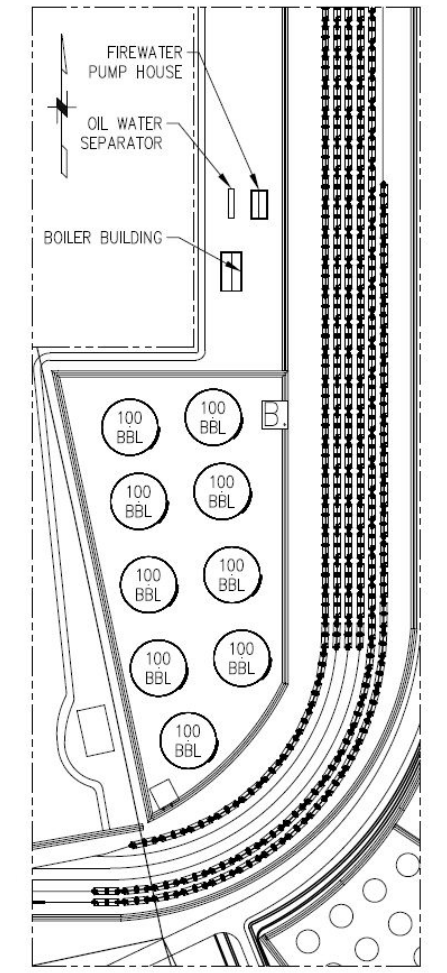 FIREWATER
PUMP HOUSE
OIL WATER
SEPARATOR
BOILER BUILDING
100
BBL
100
BBL
B.
100
BBL
100
BBL
100
BBL
100
BBL
100
BBL
100
BBL
100
BBL